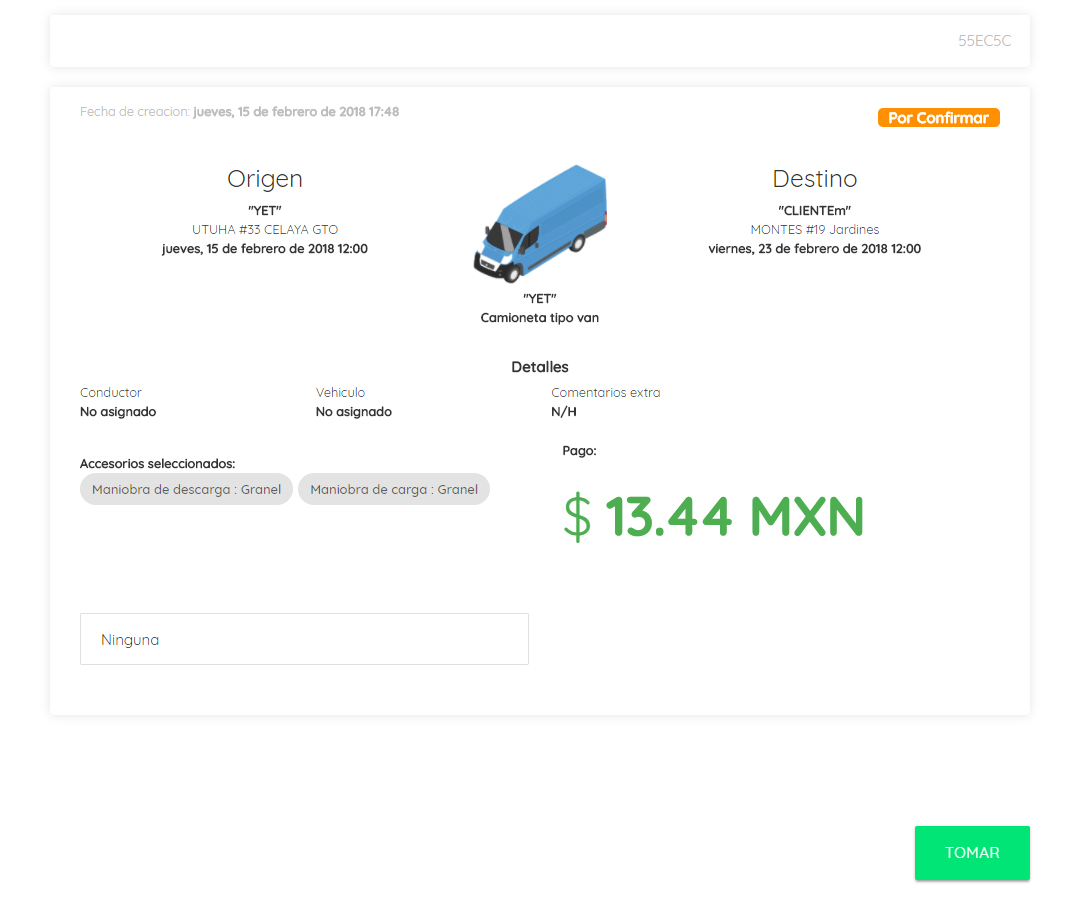 55EC5C
Fecha de creacion: jueves, 15 de febrero de 2018 17:48
Por Confirmar
Origen
"YET"
UTUHA #33 CELAYA GTO
jueves, 15 de febrero de 2018 12:00
"YET"
Camioneta tipo van
Destino
"CLIENTEm"
MONTES #19 Jardines
viernes, 23 de febrero de 2018 12:00
Detalles
Conductor
No asignado
Vehiculo
No asignado
Comentarios extra
N/H
Accesorios seleccionados:
Maniobra de descarga : Granel
Maniobra de carga : Granel
Pago:
$ 13.44 MXN
Ninguna
TOMAR